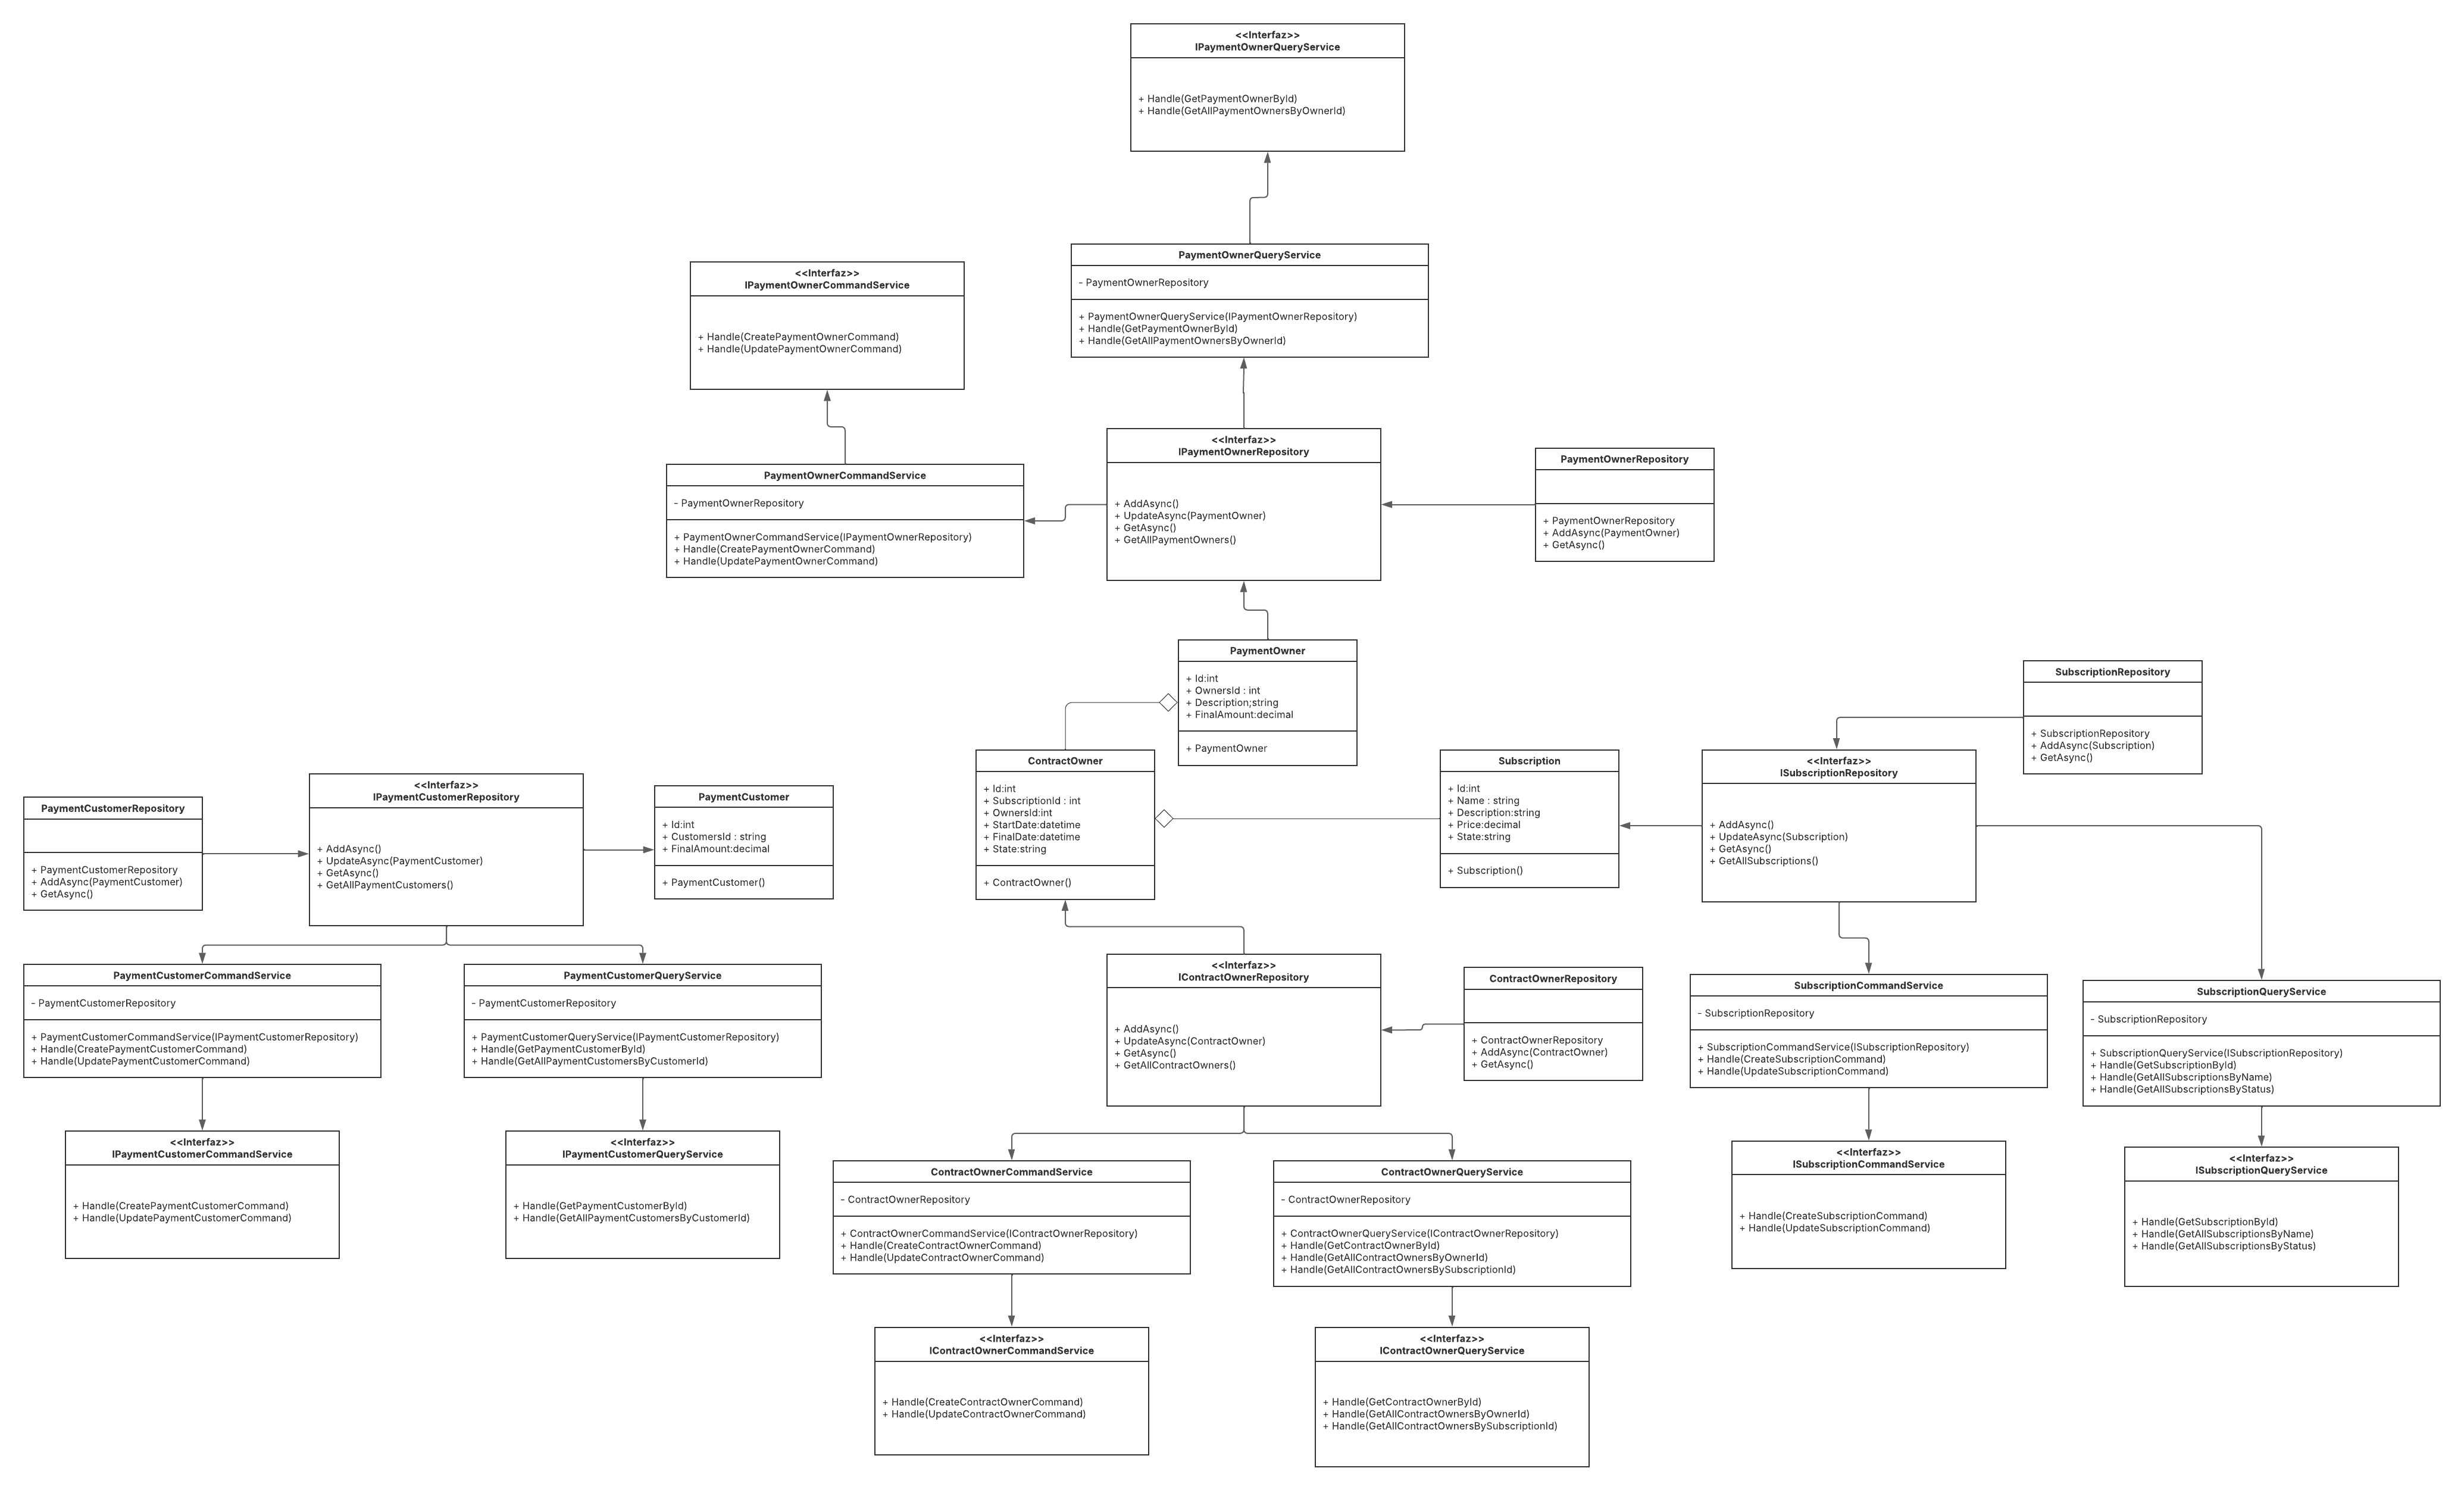 <<Interfaz>>
IPaymentOwnerQueryService
+ Handle(GetPaymentOwnerById)
+ Handle(GetAllPaymentOwnersByOwnerId)
PaymentOwnerQueryService
- PaymentOwnerRepository
+ PaymentOwnerQueryService(IPaymentOwnerRepository)
+ Handle(GetPaymentOwnerById)
+ Handle(GetAllPaymentOwnersByOwnerId)
<<Interfaz>>
IPaymentOwnerCommandService
+ Handle(CreatePaymentOwnerCommand)
+ Handle(UpdatePaymentOwnerCommand)
PaymentOwnerCommandService
- PaymentOwnerRepository
+ PaymentOwnerCommandService(IPaymentOwnerRepository)
+ Handle(CreatePaymentOwnerCommand)
+ Handle(UpdatePaymentOwnerCommand)
<<Interfaz>>
IPaymentOwnerRepository
+ AddAsync()
+ UpdateAsync(PaymentOwner)
+ GetAsync()
+ GetAllPaymentOwners()
PaymentOwnerRepository
+ PaymentOwnerRepository
+ AddAsync(PaymentOwner)
+ GetAsync()
PaymentOwner
+ Id:int
+ OwnersId : int
+ Description;string
+ FinalAmount:decimal
+ PaymentOwner
SubscriptionRepository
+ SubscriptionRepository
+ AddAsync(Subscription)
+ GetAsync()
PaymentCustomerRepository
+ PaymentCustomerRepository
+ AddAsync(PaymentCustomer)
+ GetAsync()
<<Interfaz>>
IPaymentCustomerRepository
+ AddAsync()
+ UpdateAsync(PaymentCustomer)
+ GetAsync()
+ GetAllPaymentCustomers()
PaymentCustomer
+ Id:int
+ CustomersId : string
+ FinalAmount:decimal
+ PaymentCustomer()
ContractOwner
+ Id:int
+ SubscriptionId : int
+ OwnersId:int
+ StartDate:datetime
+ FinalDate:datetime
+ State:string
+ ContractOwner()
Subscription
+ Id:int
+ Name : string
+ Description:string
+ Price:decimal
+ State:string
+ Subscription()
<<Interfaz>>
ISubscriptionRepository
+ AddAsync()
+ UpdateAsync(Subscription)
+ GetAsync()
+ GetAllSubscriptions()
PaymentCustomerCommandService
- PaymentCustomerRepository
+ PaymentCustomerCommandService(IPaymentCustomerRepository)
+ Handle(CreatePaymentCustomerCommand)
+ Handle(UpdatePaymentCustomerCommand)
PaymentCustomerQueryService
- PaymentCustomerRepository
+ PaymentCustomerQueryService(IPaymentCustomerRepository)
+ Handle(GetPaymentCustomerById)
+ Handle(GetAllPaymentCustomersByCustomerId)
<<Interfaz>>
IContractOwnerRepository
+ AddAsync()
+ UpdateAsync(ContractOwner)
+ GetAsync()
+ GetAllContractOwners()
ContractOwnerRepository
+ ContractOwnerRepository
+ AddAsync(ContractOwner)
+ GetAsync()
SubscriptionCommandService
- SubscriptionRepository
+ SubscriptionCommandService(ISubscriptionRepository)
+ Handle(CreateSubscriptionCommand)
+ Handle(UpdateSubscriptionCommand)
SubscriptionQueryService
- SubscriptionRepository
+ SubscriptionQueryService(ISubscriptionRepository)
+ Handle(GetSubscriptionById)
+ Handle(GetAllSubscriptionsByName)
+ Handle(GetAllSubscriptionsByStatus)
<<Interfaz>>
IPaymentCustomerCommandService
+ Handle(CreatePaymentCustomerCommand)
+ Handle(UpdatePaymentCustomerCommand)
<<Interfaz>>
IPaymentCustomerQueryService
+ Handle(GetPaymentCustomerById)
+ Handle(GetAllPaymentCustomersByCustomerId)
ContractOwnerCommandService
- ContractOwnerRepository
+ ContractOwnerCommandService(IContractOwnerRepository)
+ Handle(CreateContractOwnerCommand)
+ Handle(UpdateContractOwnerCommand)
ContractOwnerQueryService
- ContractOwnerRepository
+ ContractOwnerQueryService(IContractOwnerRepository)
+ Handle(GetContractOwnerById)
+ Handle(GetAllContractOwnersByOwnerId)
+ Handle(GetAllContractOwnersBySubscriptionId)
<<Interfaz>>
ISubscriptionCommandService
+ Handle(CreateSubscriptionCommand)
+ Handle(UpdateSubscriptionCommand)
<<Interfaz>>
ISubscriptionQueryService
+ Handle(GetSubscriptionById)
+ Handle(GetAllSubscriptionsByName)
+ Handle(GetAllSubscriptionsByStatus)
<<Interfaz>>
IContractOwnerCommandService
+ Handle(CreateContractOwnerCommand)
+ Handle(UpdateContractOwnerCommand)
<<Interfaz>>
IContractOwnerQueryService
+ Handle(GetContractOwnerById)
+ Handle(GetAllContractOwnersByOwnerId)
+ Handle(GetAllContractOwnersBySubscriptionId)